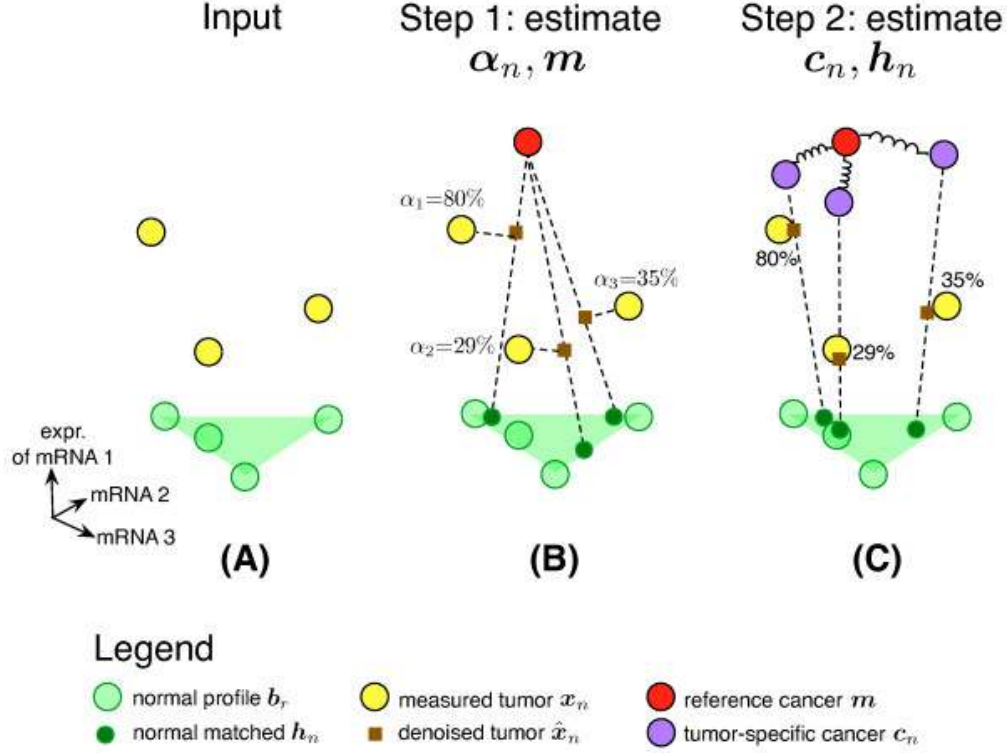 Input
Step 1: estimate
αn, m
Step 2: estimate
cn, hn
α1=80%
α3=35%
α2=29%
80%
35%
29%
expr.
of mRNA 1
mRNA 2
mRNA 3
(A)
(B)
(C)
Legend
normal profile br
measured tumor xn
reference cancer m
normal matched hn
denoised tumor x̂n
tumor-specific cancer cn